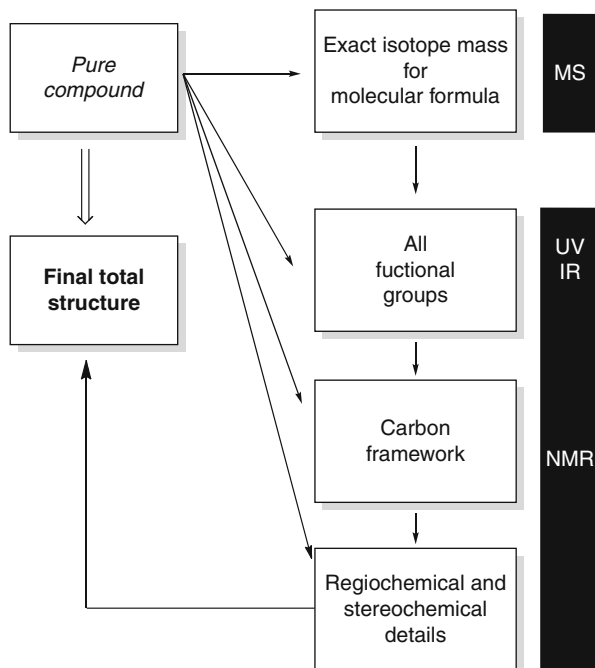 Pure
compound
Exact isotope mass
for
molecular formula
MS
Final total
structure
All
fuctional
groups
UV
IR
Carbon
framework
NMR
Regiochemical and
stereochemical
details